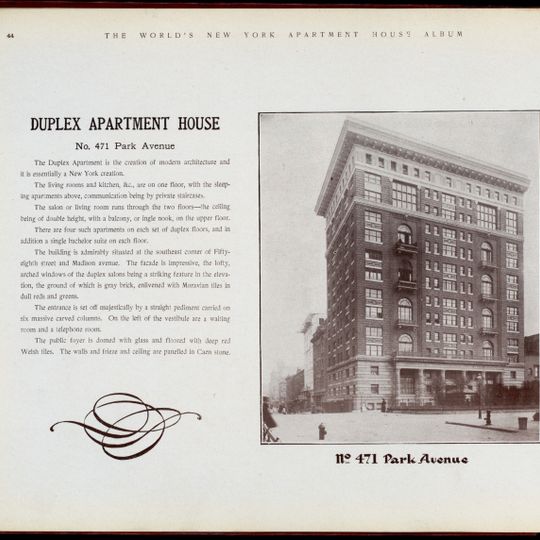 44
THE WORLD'S NEW YORK APARTMENT HOUSE ALBUM
DUPLEX APARTMENT HOUSE
No. 471 Park Avenue
The Duplex Apartment is the creation of modern architecture and
it is essentially a New York creation.
The living rooms and kitchen, &c., are on one floor, with the sleep-
ing apartments above, communication being by private staircases.
The salon or living room runs through the two floors—the ceiling
being of double height, with a balcony, or ingle nook, on the upper floor.
There are four such apartments on each set of duplex floors, and in
addition a single bachelor suite on each floor.
The building is admirably situated at the southeast corner of Fifty-
eighth street and Madison avenue. The facade is impressive, the lofty,
arched windows of the duplex salons being a striking feature in the eleva-
tion, the ground of which is gray brick, enlivened with Moravian tiles in
dull reds and greens.
The entrance is set off majestically by a straight pediment carried on
six massive carved columns. On the left of the vestibule are a waiting
room and a telephone room.
The public foyer is domed with glass and floored with deep red
Welsh tiles. The walls and frieze and ceiling are panelled in Caen stone.
No 471 Park Avenue